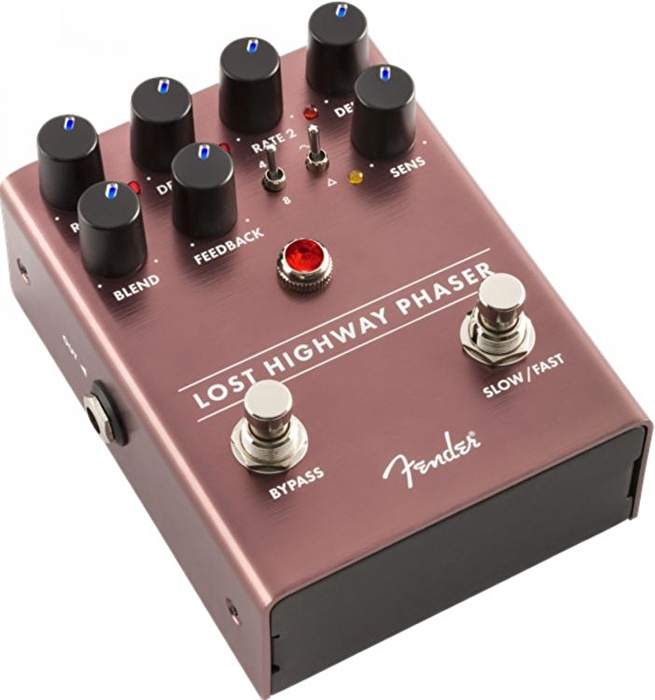 RATE 2
SENS
4
8
BLEND
FEEDBACK
LOST HIGHWAY PHASER
SLOW / FAST
BYPASS
Fender